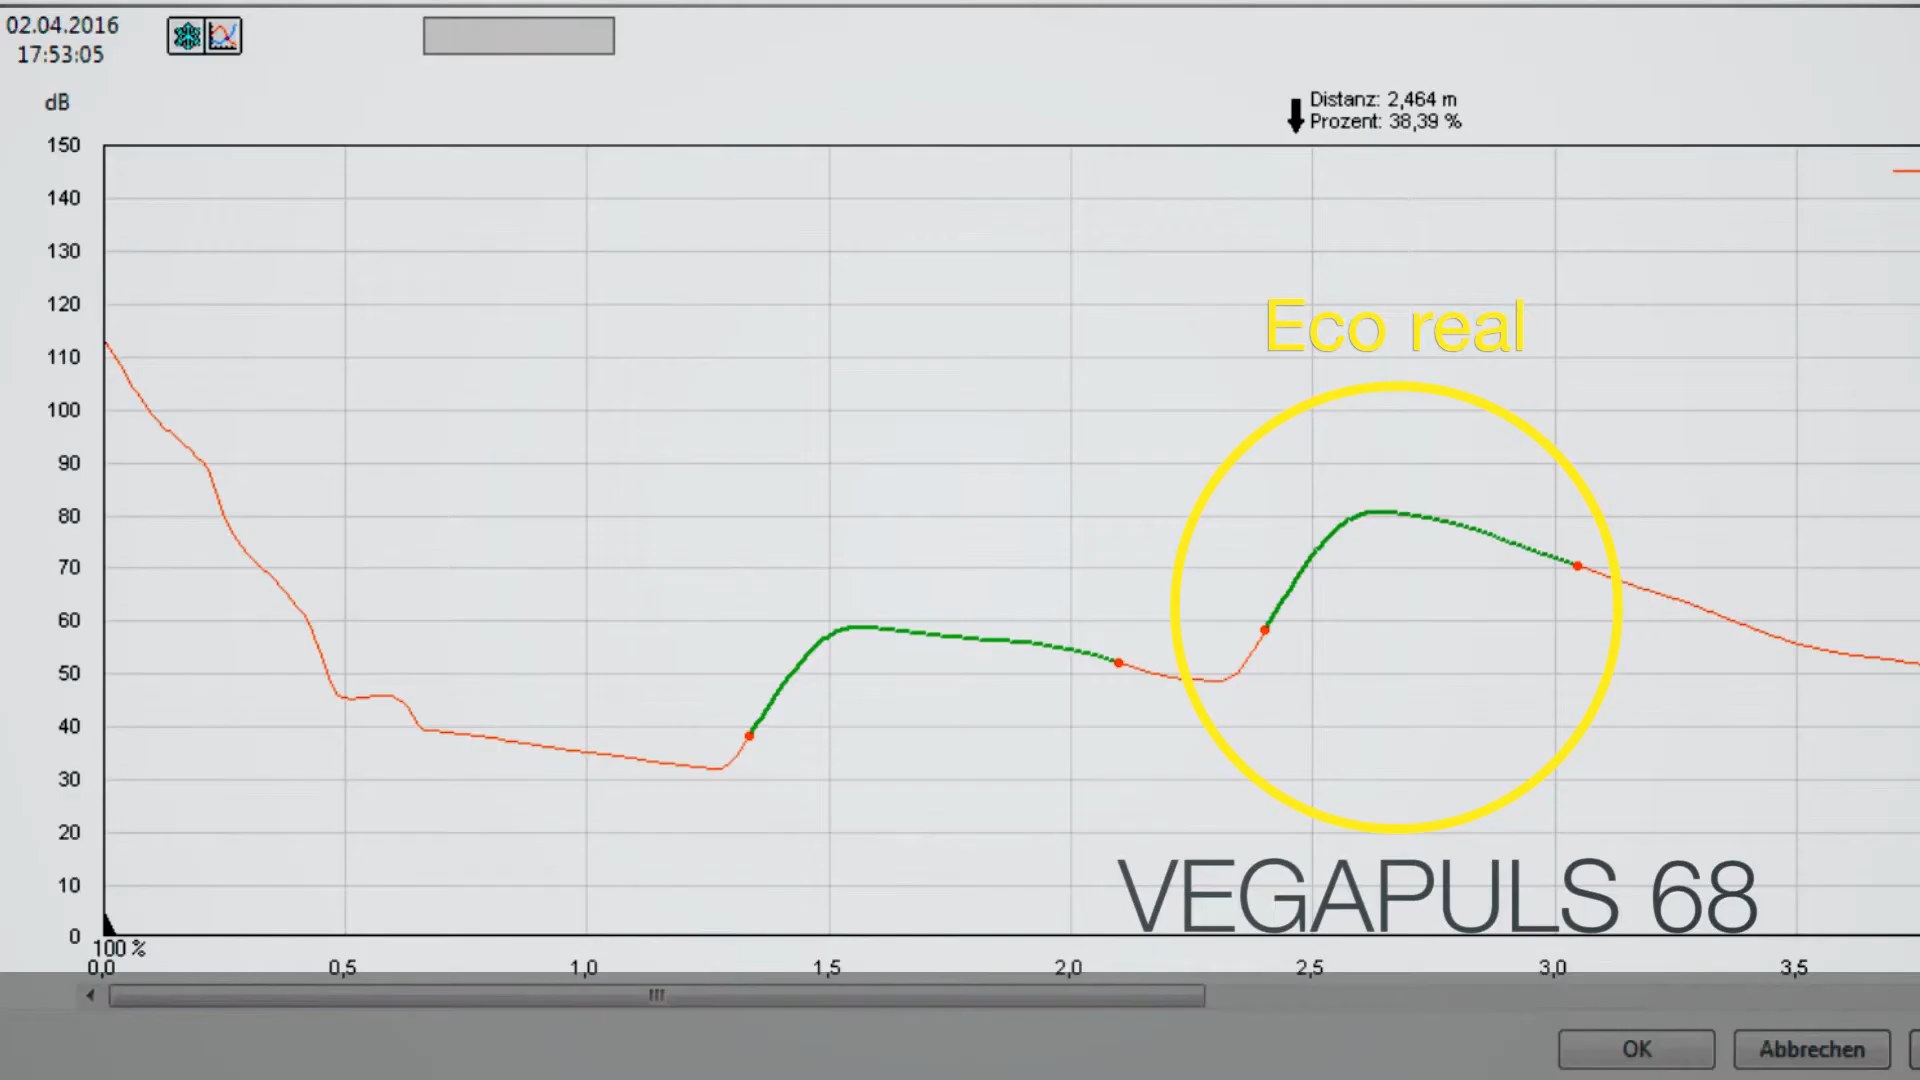 02.04.2016
17:53:05
dB
Distanz: 2,464 m
Prozent: 38,39 %
150
140
130
120
110
100
90
80
70
60
50
40
30
20
10
0
Eco real
VEGAPULS 68
100 %
0,0 0,5 1,0 1,5 2,0 2,5 3,0 3,5
OK Abbrechen